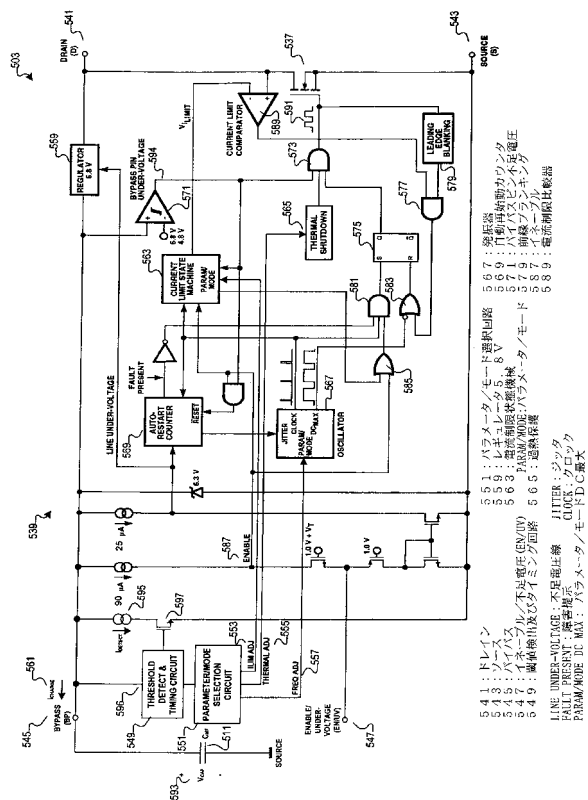 503
541
DRAIN (D)
559
REGULATOR
5.8 V
BYPASS PIN
UNDER-VOLTAGE
594
571
5.8 V
4.8 V
V ILIMIT
CURRENT LIMIT
COMPARATOR
589
591
537
543
SOURCE
(S)
563
CURRENT
LIMIT STATE
MACHINE
PARAM/
MODE
565
THERMAL
SHUTDOWN
573
LEADING
EDGE
BLANKING
579
577
575
S
Q
R
Q
581
583
585
LINE UNDER-VOLTAGE
FAULT
PRESENT
569
AUTO-
RESTART
COUNTER
RESET
JITTER
CLOCK
PARAM/
MODE DC MAX
OSCILLATOR
567
539
6.3 V
25
µA
90
µA
587
ENABLE
1.0 V + VT
1.0 V
595
597
561
ICHARGE
545
BYPASS
(BP)
596
THRESHOLD
DETECT &
TIMING CIRCUIT
549
PARAMETER/MODE
SELECTION
CIRCUIT
551
553
ILIM ADJ
THERMAL ADJ
555
FREQ ADJ
557
593
+
VCAP
511
SOURCE
ENABLE/
UNDER-
VOLTAGE
(EN/UV)
547
541:ドレイン
543:ソース
545:バイパス
547:イネーブル/不足電圧(EN/UV)
549:閾値検出及びタイミング回路
551:パラメータ/モード選択回路
559:レギュレータ5.8V
563:電流制限状態機械
PARAM/MODE:パラメータ/モード
565:過熱保護
567:発振器
569:自動再始動カウンタ
571:バイパスピン不足電圧
579:前縁ブランキング
587:イネーブル
589:電流制限比較器
LINE UNDER-VOLTAGE:不足電圧線
FAULT PRESENT:障害提示
PARAM/MODE DC MAX:パラメータ/モードDC最大
JITTER:ジッタ
CLOCK:クロック